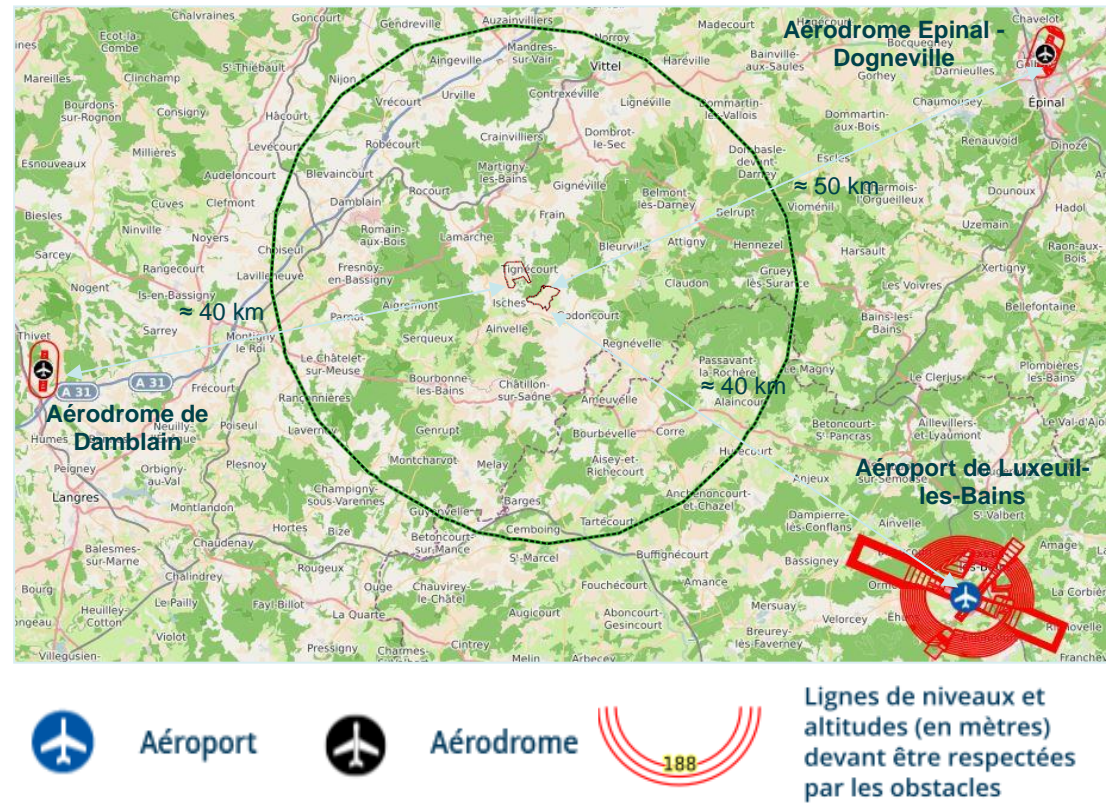 Chalvraines
Goncourt
Gendreville
Auzainvilliers
Madecourt
Chavelot
Ecot-la-
Combe
Norroy
Aérodrome Epinal -
Dogneville
Bocquegney
Mandres-
sur-Vair
Aingeville
Haréville
Bainville-
aux-Saules
Sᵗ-Thiébault
Vittel
Gorhey
Darnieulles
Mareilles
Clinchamp
Nijon
Bourdons-
sur-Rognon
Consigny
Hâcourt
Vrécourt
Urville
Contrexéville
Lignéville
Dommartin-
lès-Vallois
Chaumousey
Épinal
Dommartin-
aux-Bois
Millières
Levécourt
Robécourt
Crainvilliers
Dombrot-
le-Sec
Renauvoid
Dinozé
Esnouveaux
Audeloncourt
Blevaincourt
Martigny-
les-Bains
Dombasle-
devant-
Darney
Escles
Rocourt
Gignéville
≈ 50 km
Harmois-
l'Orgueilleux
Dounoux
Biesles
Cuves
Clefmont
Damblain
Belmont-
lès-Darney
Vioménil
Hadol
Ninville
Noyers
Romain-
aux-Bois
Frain
Selrupt
Uzemain
Lamarche
Attigny
Hennezel
Raon-aux-
Bois
Sarcey
Choiseul
Bleurville
Harsault
Rangecourt
Lavilleneuve
Fresnoy-
en-Bassigny
Tignécourt
Gruey-
lès-Surance
Xertigny
Nogent
Is-en-Bassigny
Claudon
Les Voivres
≈ 40 km
Parnot
Aigremont
Isches
Godoncourt
Bellefontaine
Bains-les-
Bains
Thivet
Sarrey
Montigny-
le Roi
Serqueux
Ainvelle
Regnévelle
Le Châtelet-
sur-Meuse
Passavant-
la-Rochère
Le Magny
Plombières-
les-Bains
A 31
A 31
Frécourt
Bourbonne-
les-Bains
Châtillon-
sur-Saône
≈ 40 km
Le Clerjus
Rançonnières
Ameuvelle
Alaincourt
Aérodrome de
Damblain
Poiseul
Lavernoy
Genrupt
Bourbévelle
Corre
Betoncourt-
Sᵗ-Pancras
Aillevillers-
et-Lyaumont
Le Val-d'Ajol
Humes
Neuilly-
Peigney
Orbigny-
au-Val
Plesnoy
Montcharvot
Melay
Aisey-et-
Richecourt
Hurecourt
Aéroport de Luxeuil-
les-Bains
Anjeux
Langres
Montlandon
Champigny-
sous-Varennes
Barges
Anchenoncourt-
et-Chazel
Sᵗ-Valbert
Guyonvelle
Cemboing
Tartécourt
Dampierre-
lès-Conflans
Ainvelle
Hortes
Bize
Betoncourt-
sur-Mance
Sᵗ-Marcel
Buffignécourt
Bassigney
Amage
Balesmes-
sur-Marne
Chaudenay
Rougeux
Chalindrey
Ouge
Chauvirey-
le-Châtel
Fouchécourt
Amance
La Corbière
Bourg
Le Pailly
Fayl-Billot
La Quarte
Aboncourt-
Gesincourt
Mersuay
Velorcey
Heuilley-
Cotton
Violot
Cintrey
Breurey-
lès-Faverney
Villegusien-
Pressigny
Charmes-
Melin
Arbecey
Franchev
Aéroport
Aérodrome
188
Lignes de niveaux et
altitudes (en mètres)
devant être respectées
par les obstacles